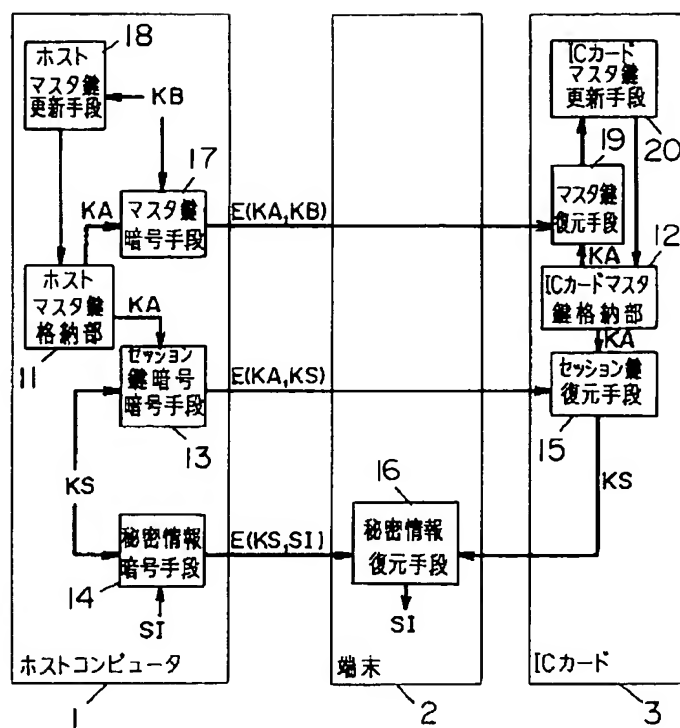 18
ホスト
マスタ鍵
更新手段
KB
17
KA
マスタ鍵
暗号手段
E(KA,KB)
ICカード
マスタ鍵
更新手段
19
20
マスタ鍵
復元手段
KA
12
ホスト
マスタ鍵
格納部
11
KA
ICカードマスタ
鍵格納部
KA
セッション
鍵暗号
暗号手段
13
E(KA,KS)
セッション鍵
復元手段
15
KS
KS
16
秘密情報
暗号手段
14
SI
E(KS,SI)
秘密情報
復元手段
SI
ホストコンピュータ
端末
ICカード
1
2
3